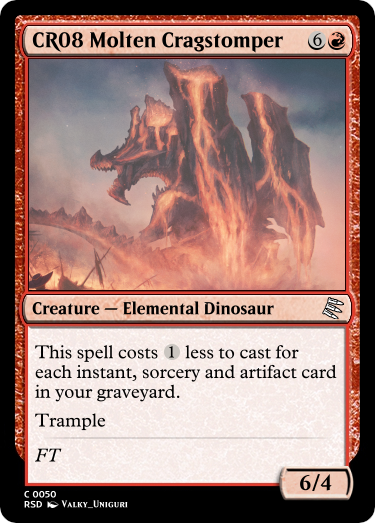 CR08 Molten Cragstomper 6
Creature — Elemental Dinosaur
This spell costs 1 less to cast for
each instant, sorcery and artifact card
in your graveyard.
Trample
FT
6/4
C 0050
RSD Valky_Uniguri